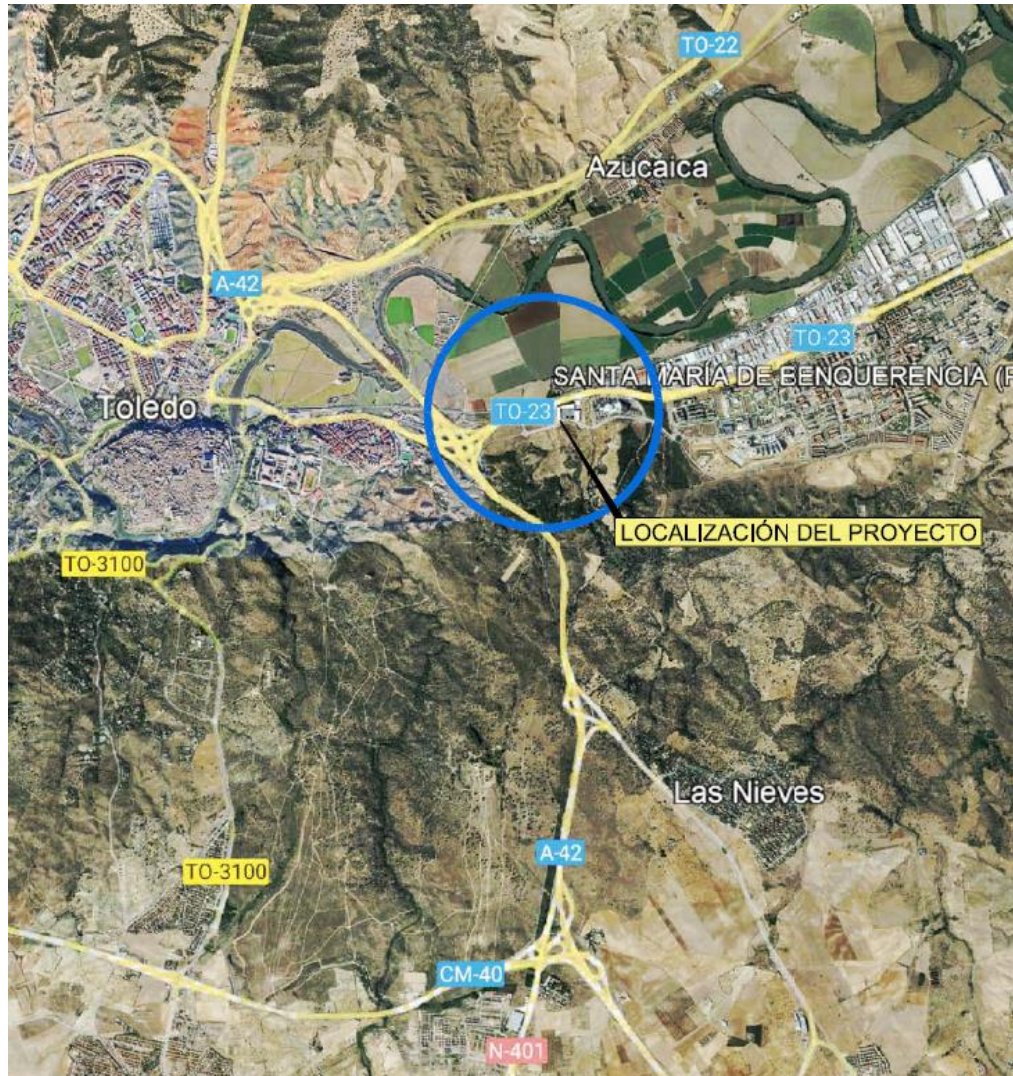 TO-22
Azucaica
A-42
TO-23
SANTA MARÍA DE BENQUERENCIA (P
TO-23
Toledo
LOCALIZACIÓN DEL PROYECTO
TO-3100
Las Nieves
A-42
TO-3100
CM-40
N-401